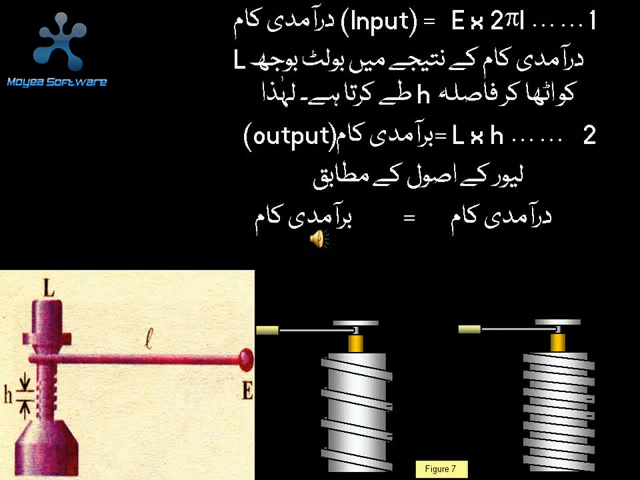 درآمدی کام (Input) = E x 2πl ......1
درآمدی کام کے نتیجے میں بولٹ بوجھ L
کو اٹھا کر فاصلہ h طے کرتا ہے۔ لہٰذا
(output)برآمدی کام= L x h ...... 2
لیور کے اصول کے مطابق
درآمدی کام = برآمدی کام
Moyea Software
L
ℓ
h
E
Figure 7